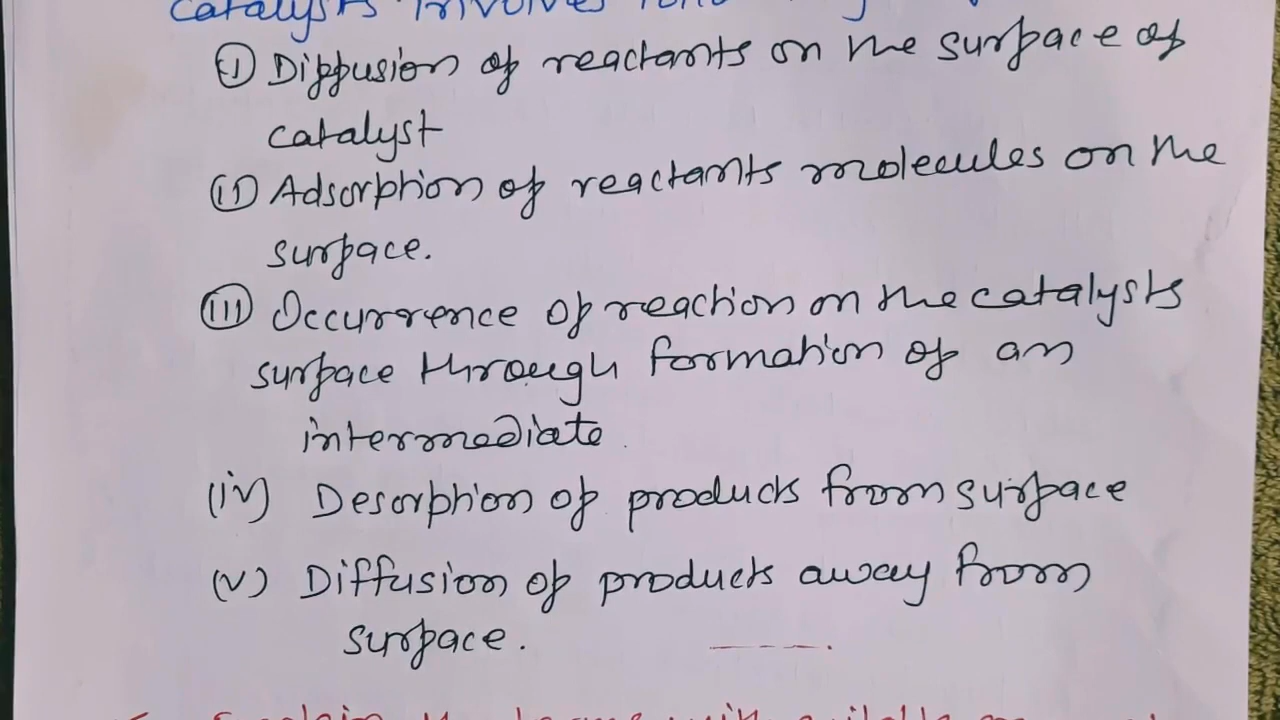 catalysts involves
(i) Diffusion of reactants on the surface of
catalyst
(ii) Adsorption of reactants molecules on the
surface.
(iii) Occurrence of reaction on the catalysts
surface through formation of an
intermediate.
(iv) Desorption of products from surface
(v) Diffusion of products away from
surface.